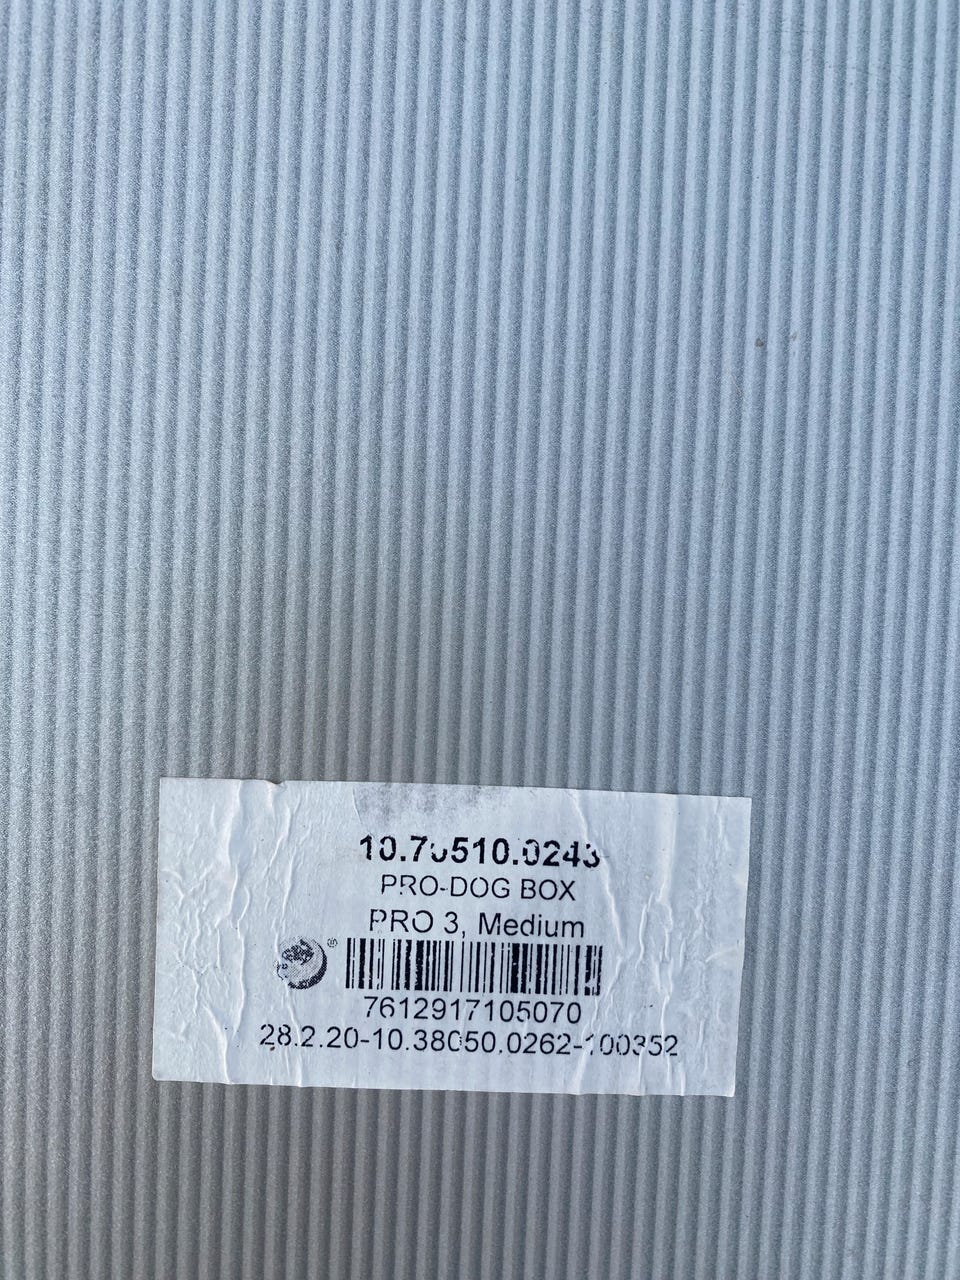 10.70510.0243
PRO-DOG BOX
PRO 3, Medium
®
7612917105070
28.2.20-10.38050.0262-100352